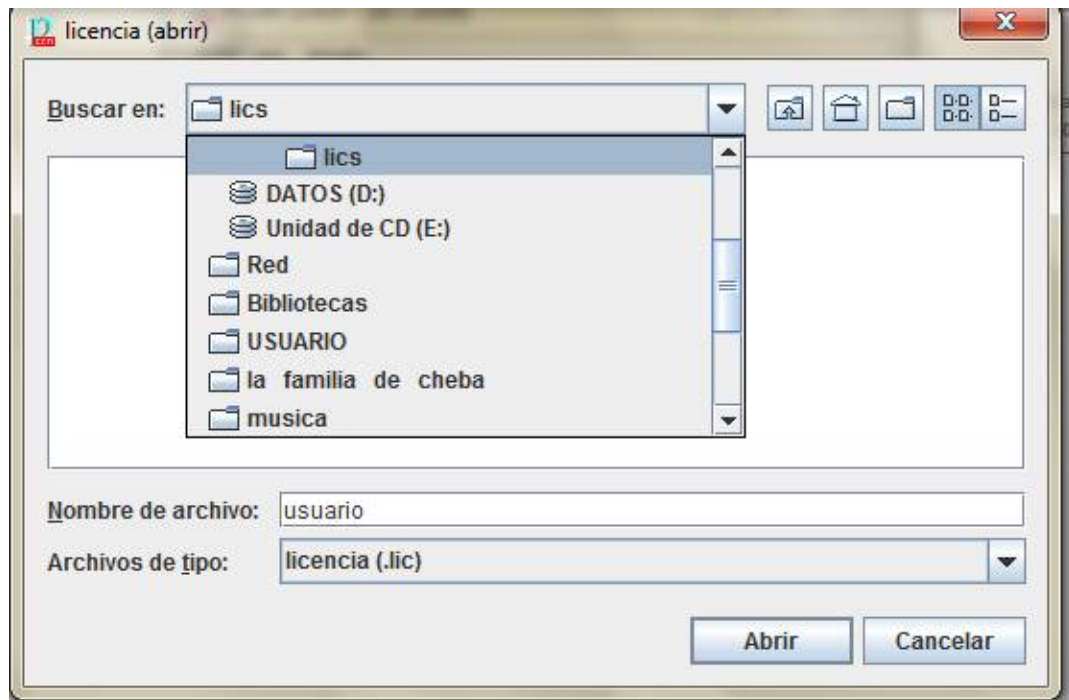 licencia (abrir)
Buscar en: lics
lics
DATOS (D:)
Unidad de CD (E:)
Red
Bibliotecas
USUARIO
la familia de cheba
musica
Nombre de archivo: usuario
Archivos de tipo: licencia (.lic)
Abrir Cancelar